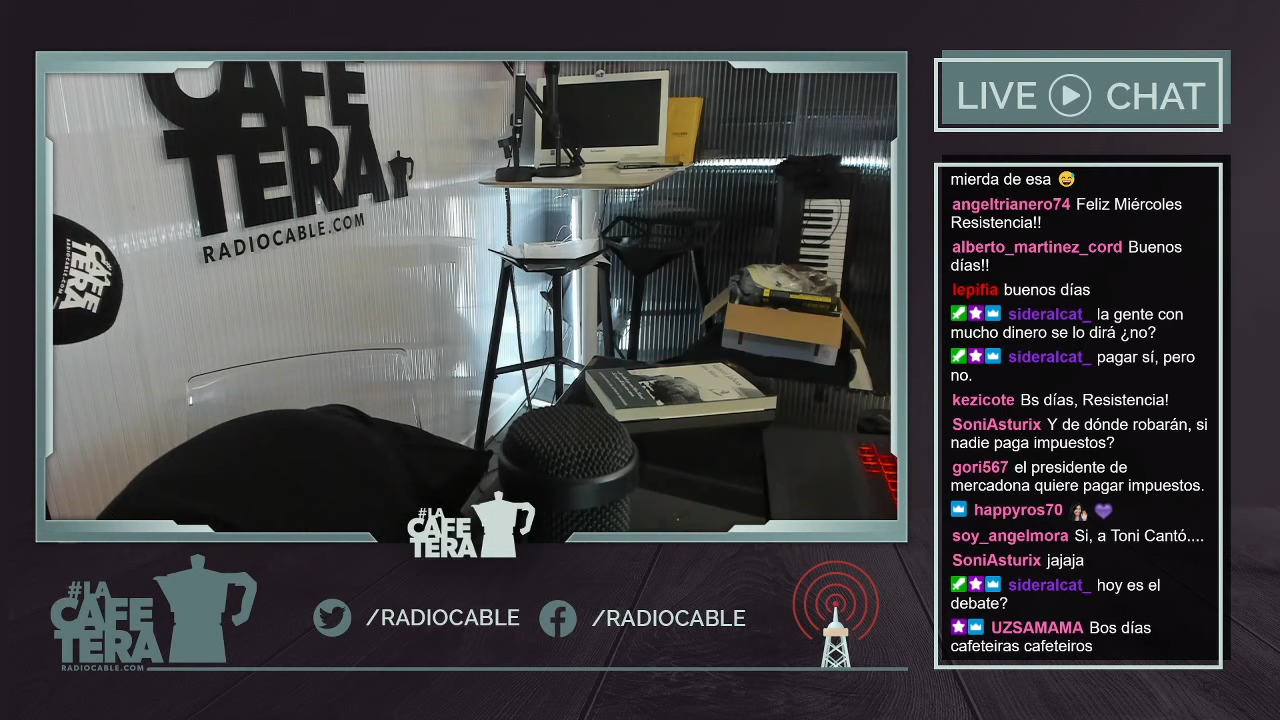 CAFE
TERA
RADIOCABLE.COM
CAFE
TERA
#LA
CAFE
TERA
#LA
CAFE
TERA
RADIOCABLE.COM
/RADIOCABLE
/RADIOCABLE
LIVE CHAT
mierda de esa 😅
angeltrianero74 Feliz Miércoles
Resistencia!!
alberto_martinez_cord Buenos
días!!
lepifia buenos días
sideralcat_ la gente con
mucho dinero se lo dirá ¿no?
sideralcat_ pagar sí, pero
no.
kezicote Bs días, Resistencia!
SoniAsturix Y de dónde robarán, si
nadie paga impuestos?
gori567 el presidente de
mercadona quiere pagar impuestos.
happyros70
soy_angelmora Si, a Toni Cantó....
SoniAsturix jajaja
sideralcat_ hoy es el
debate?
UZSAMAMA Bos días
cafeteiras cafeteiros